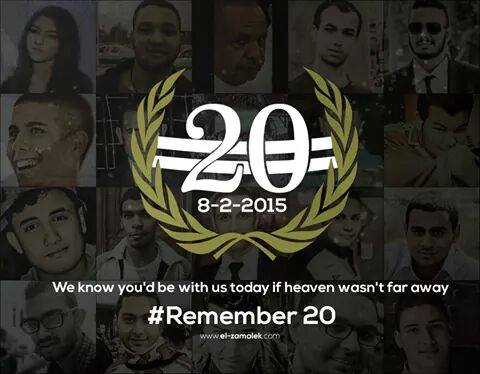 20
8-2-2015
We know you'd be with us today if heaven wasn't far away
#Remember 20
www.el-zamalek.com